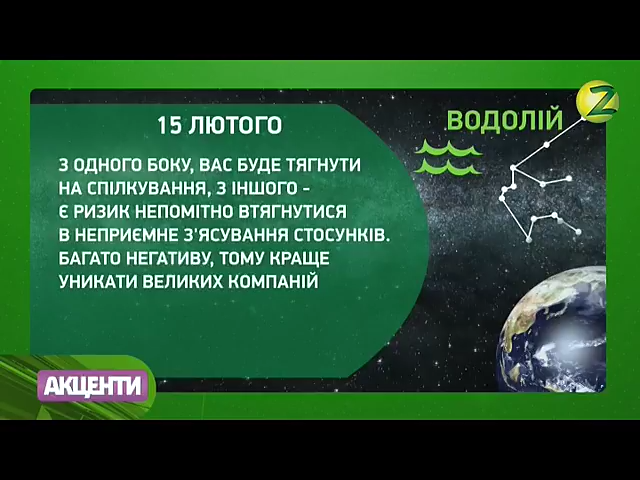 Z
15 ЛЮТОГО
ВОДОЛІЙ
З ОДНОГО БОКУ, ВАС БУДЕ ТЯГНУТИ
НА СПІЛКУВАННЯ, З ІНШОГО -
Є РИЗИК НЕПОМІТНО ВТЯГНУТИСЯ
В НЕПРИЄМНЕ З'ЯСУВАННЯ СТОСУНКІВ.
БАГАТО НЕГАТИВУ, ТОМУ КРАЩЕ
УНИКАТИ ВЕЛИКИХ КОМПАНІЙ
АКЦЕНТИ